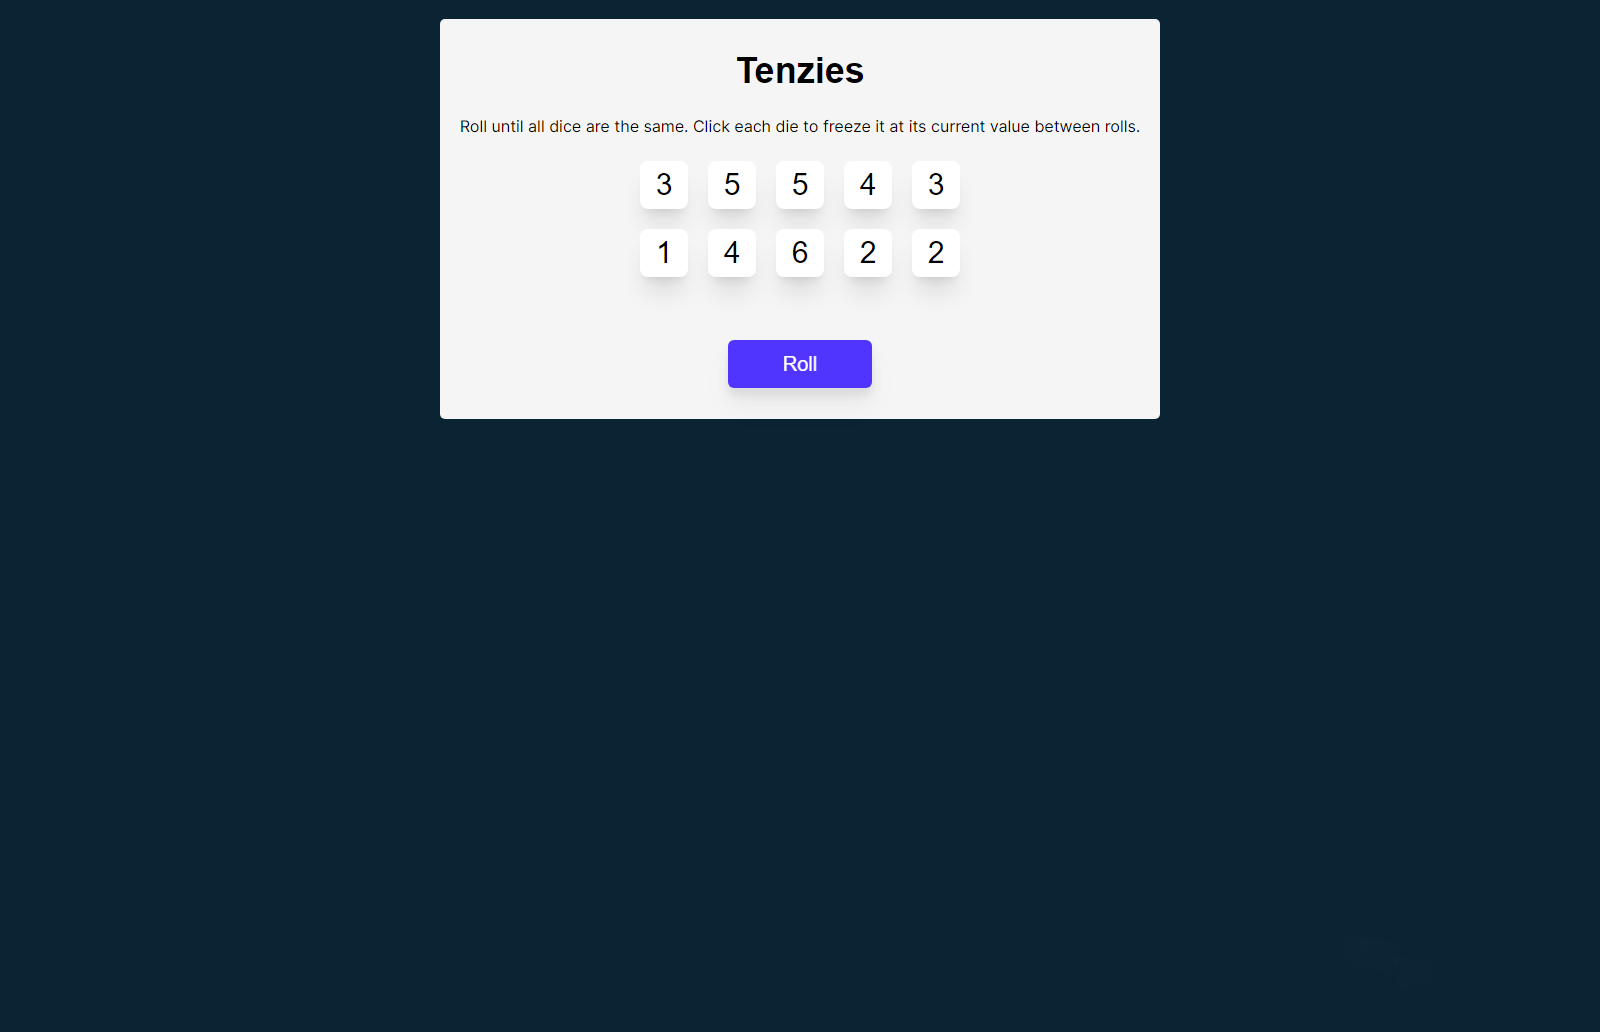 Tenzies
Roll until all dice are the same. Click each die to freeze it at its current value between rolls.
3 5 5 4 3
1 4 6 2 2
Roll